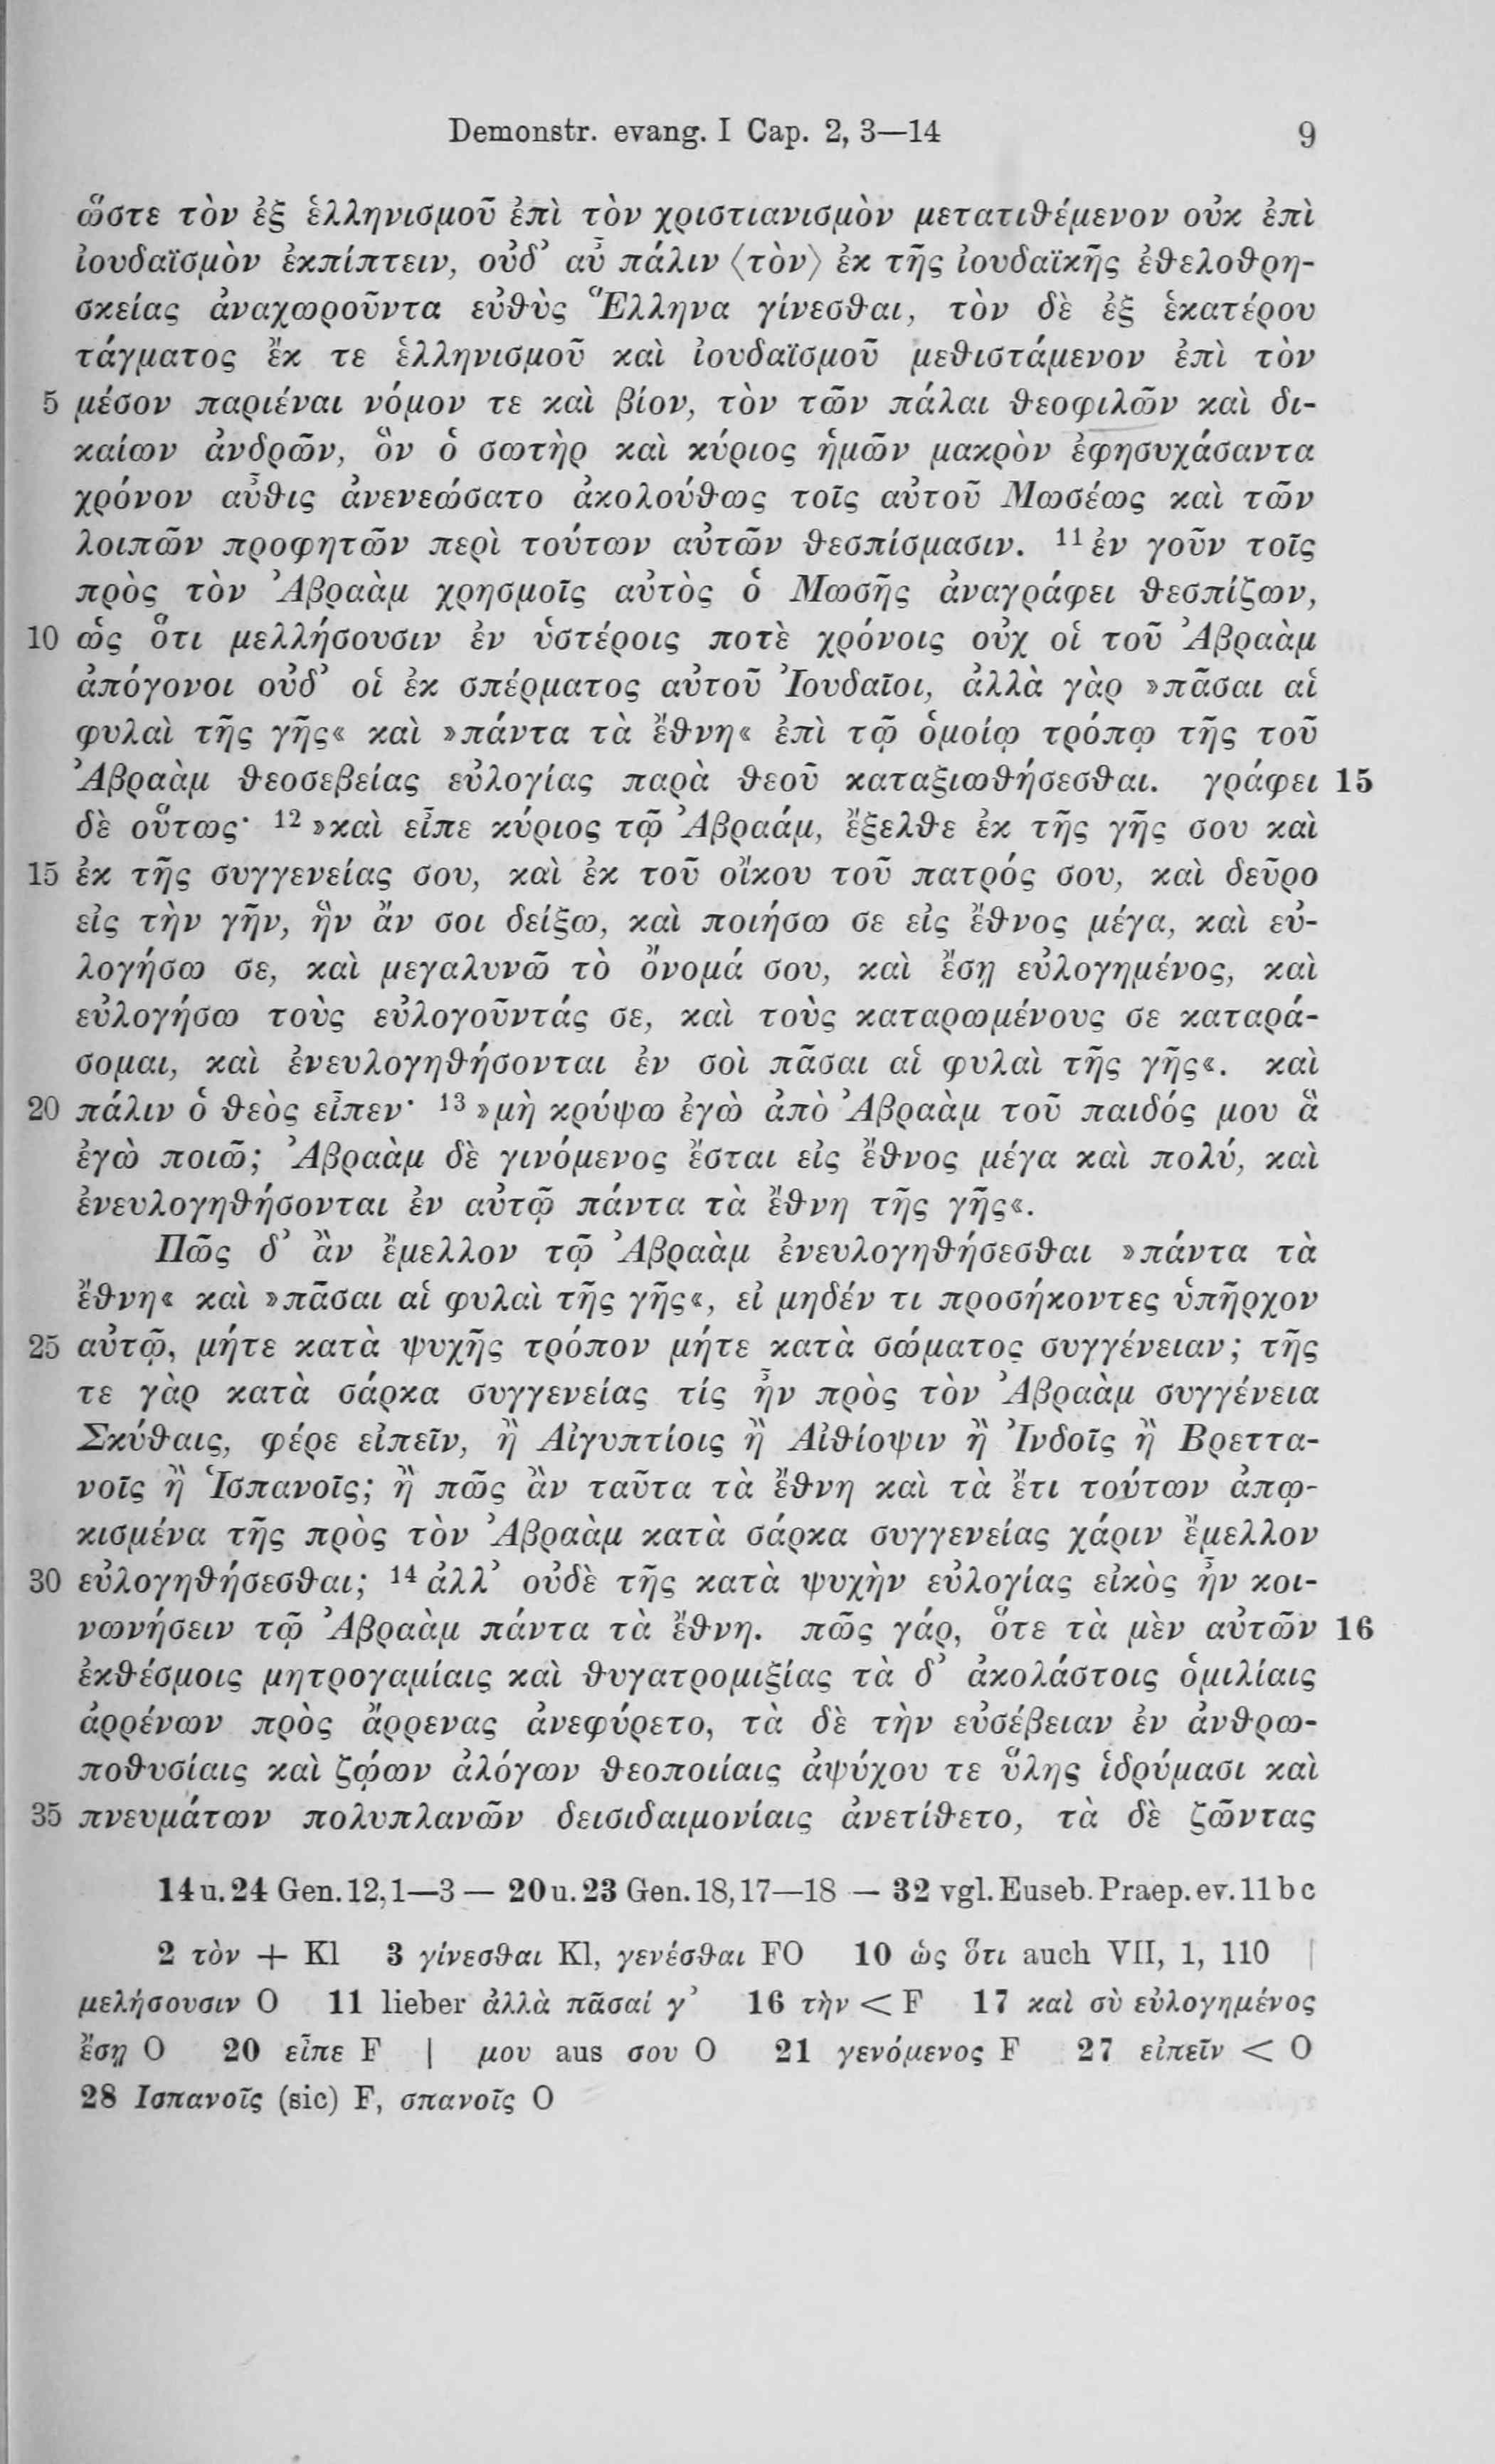 Demonstr. evang. I Cap. 2, 3—14 9
ὥστε τὸν ἐξ ἑλληνισμοῦ ἐπὶ τὸν χριστιανισμὸν μετατιθέμενον οὐκ ἐπὶ
ἰουδαϊσμὸν ἐκπίπτειν, οὐδ’ αὖ πάλιν ⟨τὸν⟩ ἐκ τῆς ἰουδαϊκῆς ἐθελοθρη-
σκείας ἀναχωροῦντα εὐθὺς Ἕλληνα γίνεσθαι, τὸν δὲ ἐξ ἑκατέρου
τάγματος ἔκ τε ἑλληνισμοῦ καὶ ἰουδαϊσμοῦ μεθιστάμενον ἐπὶ τὸν
5 μέσον παριέναι νόμον τε καὶ βίον, τὸν τῶν πάλαι θεοφιλῶν καὶ δι-
καίων ἀνδρῶν, ὃν ὁ σωτὴρ καὶ κύριος ἡμῶν μακρὸν ἐφησυχάσαντα
χρόνον αὖθις ἀνενεώσατο ἀκολούθως τοῖς αὐτοῦ Μωσέως καὶ τῶν
λοιπῶν προφητῶν περὶ τούτων αὐτῶν θεσπίσμασιν. ¹¹ ἐν γοῦν τοῖς
πρὸς τὸν Ἀβραὰμ χρησμοῖς αὐτὸς ὁ Μωσῆς ἀναγράφει θεσπίζων,
10 ὡς ὅτι μελλήσουσιν ἐν ὑστέροις ποτὲ χρόνοις οὐχ οἱ τοῦ Ἀβραὰμ
ἀπόγονοι οὐδ’ οἱ ἐκ σπέρματος αὐτοῦ Ἰουδαῖοι, ἀλλὰ γὰρ »πᾶσαι αἱ
φυλαὶ τῆς γῆς« καὶ »πάντα τὰ ἔθνη« ἐπὶ τῷ ὁμοίῳ τρόπῳ τῆς τοῦ
Ἀβραὰμ θεοσεβείας εὐλογίας παρὰ θεοῦ καταξιωθήσεσθαι. γράφει 15
δὲ οὕτως· ¹² »καὶ εἶπε κύριος τῷ Ἀβραάμ, ἔξελθε ἐκ τῆς γῆς σου καὶ
15 ἐκ τῆς συγγενείας σου, καὶ ἐκ τοῦ οἴκου τοῦ πατρός σου, καὶ δεῦρο
εἰς τὴν γῆν, ἣν ἄν σοι δείξω, καὶ ποιήσω σε εἰς ἔθνος μέγα, καὶ εὐ-
λογήσω σε, καὶ μεγαλυνῶ τὸ ὄνομά σου, καὶ ἔσῃ εὐλογημένος, καὶ
εὐλογήσω τοὺς εὐλογοῦντάς σε, καὶ τοὺς καταρωμένους σε καταρά-
σομαι, καὶ ἐνευλογηθήσονται ἐν σοὶ πᾶσαι αἱ φυλαὶ τῆς γῆς«. καὶ
20 πάλιν ὁ θεὸς εἶπεν· ¹³ »μὴ κρύψω ἐγὼ ἀπὸ Ἀβραὰμ τοῦ παιδός μου ἃ
ἐγὼ ποιῶ; Ἀβραὰμ δὲ γινόμενος ἔσται εἰς ἔθνος μέγα καὶ πολύ, καὶ
ἐνευλογηθήσονται ἐν αὐτῷ πάντα τὰ ἔθνη τῆς γῆς«.
Πῶς δ’ ἂν ἔμελλον τῷ Ἀβραὰμ ἐνευλογηθήσεσθαι »πάντα τὰ
ἔθνη« καὶ »πᾶσαι αἱ φυλαὶ τῆς γῆς«, εἰ μηδέν τι προσήκοντες ὑπῆρχον
25 αὐτῷ, μήτε κατὰ ψυχῆς τρόπον μήτε κατὰ σώματος συγγένειαν; τῆς
τε γὰρ κατὰ σάρκα συγγενείας τίς ἦν πρὸς τὸν Ἀβραὰμ συγγένεια
Σκύθαις, φέρε εἰπεῖν, ἢ Αἰγυπτίοις ἢ Αἰθίοψιν ἢ Ἰνδοῖς ἢ Βρεττα-
νοῖς ἢ Ἱσπανοῖς; ἢ πῶς ἂν ταῦτα τὰ ἔθνη καὶ τὰ ἔτι τούτων ἀπῳ-
κισμένα τῆς πρὸς τὸν Ἀβραὰμ κατὰ σάρκα συγγενείας χάριν ἔμελλον
30 εὐλογηθήσεσθαι; ¹⁴ ἀλλ’ οὐδὲ τῆς κατὰ ψυχὴν εὐλογίας εἰκὸς ἦν κοι-
νωνήσειν τῷ Ἀβραὰμ πάντα τὰ ἔθνη. πῶς γάρ, ὅτε τὰ μὲν αὐτῶν 16
ἐκθέσμοις μητρογαμίαις καὶ θυγατρομιξίας τὰ δ’ ἀκολάστοις ὁμιλίαις
ἀρρένων πρὸς ἄρρενας ἀνεφύρετο, τὰ δὲ τὴν εὐσέβειαν ἐν ἀνθρω-
ποθυσίαις καὶ ζῴων ἀλόγων θεοποιίαις ἀψύχου τε ὕλης ἱδρύμασι καὶ
35 πνευμάτων πολυπλανῶν δεισιδαιμονίαις ἀνετίθετο, τὰ δὲ ζῶντας
14 u. 24 Gen. 12, 1—3 — 20 u. 23 Gen. 18, 17—18 — 32 vgl. Euseb. Praep. ev. 11 b c
2 τὸν + Kl 3 γίνεσθαι Kl, γενέσθαι FO 10 ὡς ὅτι auch VII, 1, 110 |
μελήσουσιν O 11 lieber ἀλλὰ πᾶσαί γ’ 16 τὴν < F 17 καὶ σὺ εὐλογημένος
ἔσῃ O 20 εἶπε F | μου aus σου O 21 γενόμενος F 27 εἰπεῖν < O
28 Ισπανοῖς (sic) F, σπανοῖς O